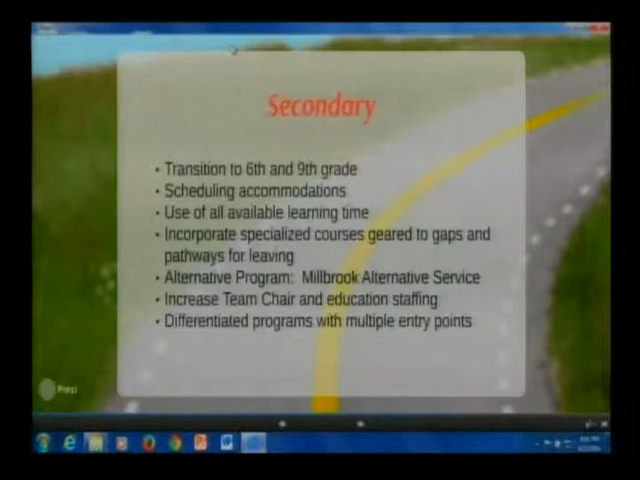 Secondary
• Transition to 6th and 9th grade
• Scheduling accommodations
• Use of all available learning time
• Incorporate specialized courses geared to gaps and
pathways for leaving
• Alternative Program: Millbrook Alternative Service
• Increase Team Chair and education staffing
• Differentiated programs with multiple entry points
Prezi